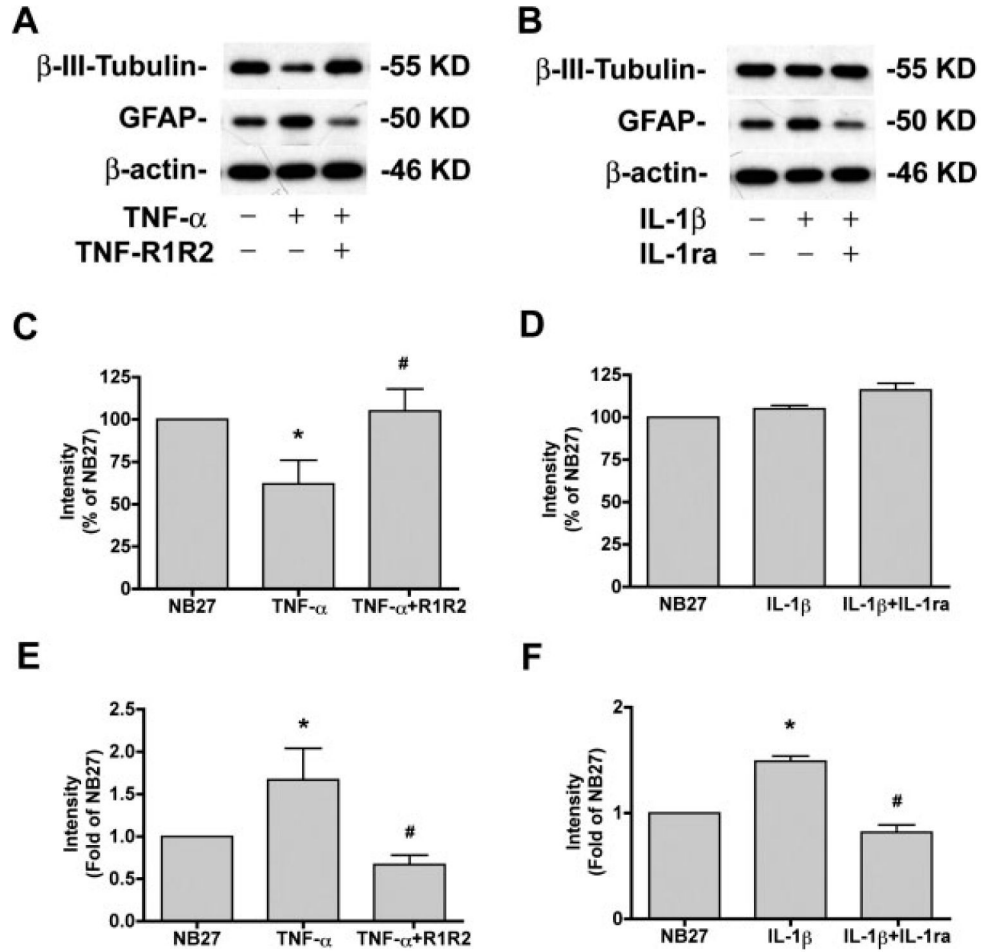 A
β-III-Tubulin- -55 KD
GFAP- -50 KD
β-actin- -46 KD
TNF-α − + +
TNF-R1R2 − − +
B
β-III-Tubulin- -55 KD
GFAP- -50 KD
β-actin- -46 KD
IL-1β − + +
IL-1ra − − +
C
Intensity
(% of NB27)
125
100
75
50
25
0
*
#
NB27 TNF-α TNF-α+R1R2
D
Intensity
(% of NB27)
125
100
75
50
25
0
NB27 IL-1β IL-1β+IL-1ra
E
Intensity
(Fold of NB27)
2.5
2.0
1.5
1.0
0.5
0.0
*
#
NB27 TNF-α TNF-α+R1R2
F
Intensity
(Fold of NB27)
2
1
0
*
#
NB27 IL-1β IL-1β+IL-1ra